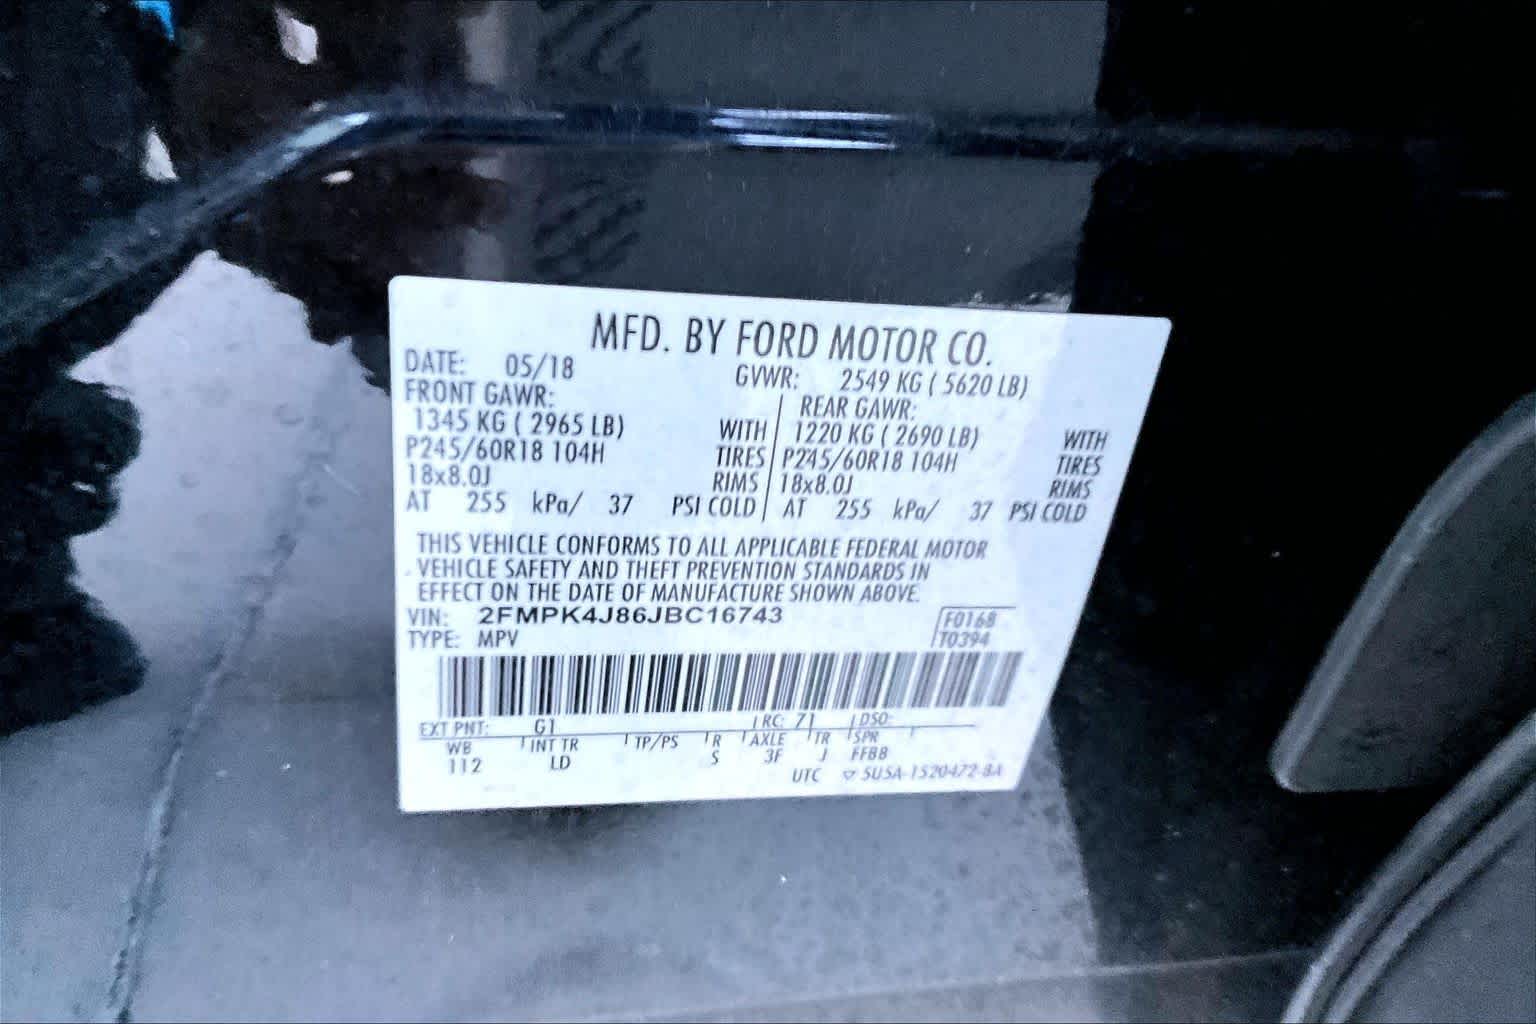 MFD. BY FORD MOTOR CO.
DATE: 05/18 GVWR: 2549 KG ( 5620 LB)
FRONT GAWR: REAR GAWR:
1345 KG ( 2965 LB) WITH 1220 KG ( 2690 LB) WITH
P245/60R18 104H TIRES P245/60R18 104H TIRES
18x8.0J RIMS 18x8.0J RIMS
AT 255 kPa/ 37 PSI COLD AT 255 kPa/ 37 PSI COLD
THIS VEHICLE CONFORMS TO ALL APPLICABLE FEDERAL MOTOR
VEHICLE SAFETY AND THEFT PREVENTION STANDARDS IN
EFFECT ON THE DATE OF MANUFACTURE SHOWN ABOVE.
VIN: 2FMPK4J86JBC16743 F0168
TYPE: MPV T0394
EXT PNT: G1 RC: 71 DSO:
WB INT TR TP/PS R AXLE TR SPR
112 LD S 3F J FFBB
UTC ▽ 5USA-1520472-BA